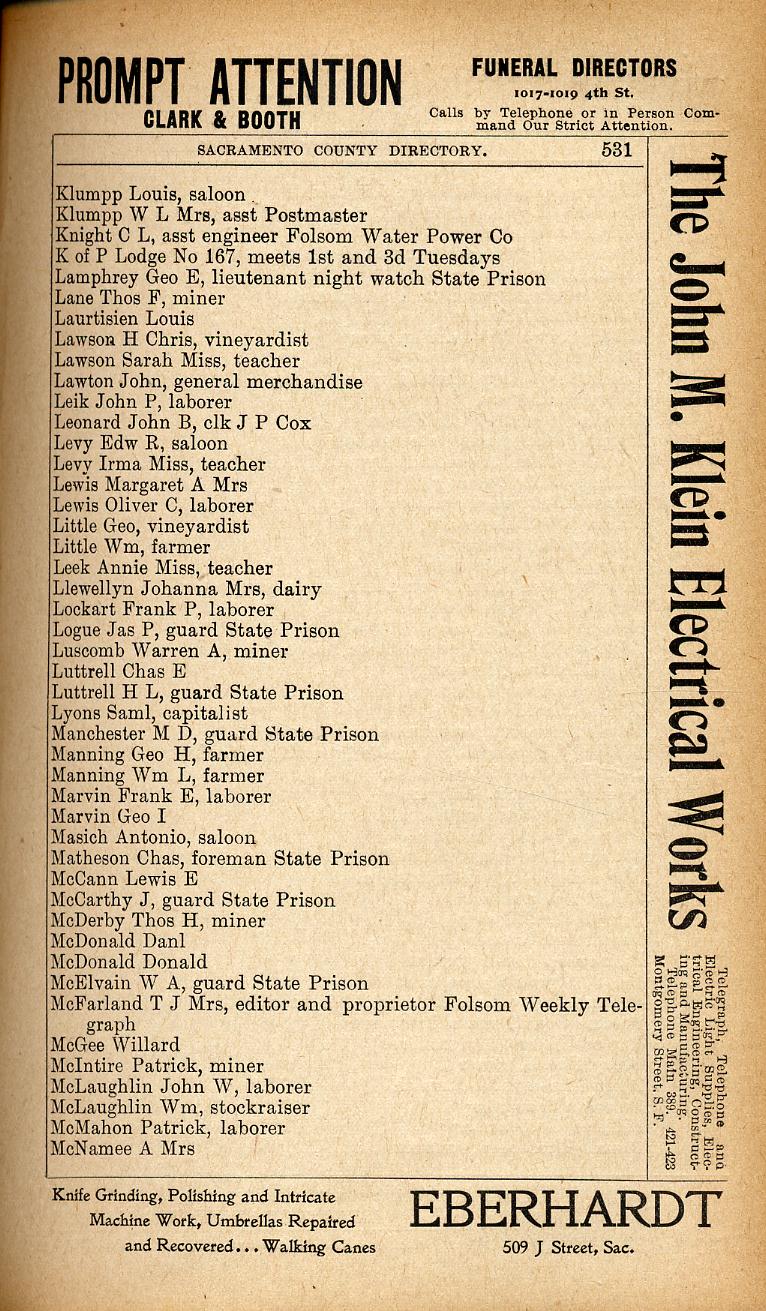 PROMPT ATTENTION
CLARK & BOOTH
FUNERAL DIRECTORS
1017-1019 4th St.
Calls by Telephone or in Person Com-
mand Our Strict Attention.
SACRAMENTO COUNTY DIRECTORY. 531
Klumpp Louis, saloon
Klumpp W L Mrs, asst Postmaster
Knight C L, asst engineer Folsom Water Power Co
K of P Lodge No 167, meets 1st and 3d Tuesdays
Lamphrey Geo E, lieutenant night watch State Prison
Lane Thos F, miner
Laurtisien Louis
Lawson H Chris, vineyardist
Lawson Sarah Miss, teacher
Lawton John, general merchandise
Leik John P, laborer
Leonard John B, clk J P Cox
Levy Edw R, saloon
Levy Irma Miss, teacher
Lewis Margaret A Mrs
Lewis Oliver C, laborer
Little Geo, vineyardist
Little Wm, farmer
Leek Annie Miss, teacher
Llewellyn Johanna Mrs, dairy
Lockart Frank P, laborer
Logue Jas P, guard State Prison
Luscomb Warren A, miner
Luttrell Chas E
Luttrell H L, guard State Prison
Lyons Saml, capitalist
Manchester M D, guard State Prison
Manning Geo H, farmer
Manning Wm L, farmer
Marvin Frank E, laborer
Marvin Geo I
Masich Antonio, saloon
Matheson Chas, foreman State Prison
McCann Lewis E
McCarthy J, guard State Prison
McDerby Thos H, miner
McDonald Danl
McDonald Donald
McElvain W A, guard State Prison
McFarland T J Mrs, editor and proprietor Folsom Weekly Tele-
graph
McGee Willard
McIntire Patrick, miner
McLaughlin John W, laborer
McLaughlin Wm, stockraiser
McMahon Patrick, laborer
McNamee A Mrs
The John M. Klein Electrical Works
Telegraph, Telephone and
Electric Light Supplies, Elec-
trical Engineering, Construct-
ing and Manufacturing.
Telephone Main 389. 421-423
Montgomery Street, S. F.
Knife Grinding, Polishing and Intricate
Machine Work, Umbrellas Repaired
and Recovered... Walking Canes
EBERHARDT
509 J Street, Sac.